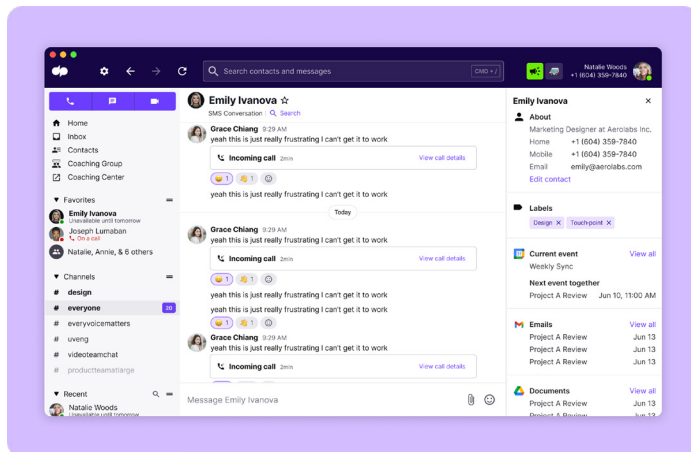 Search contacts and messages
CMD + /
Natalie Woods
+1 (604) 359-7840
Home
Inbox
Contacts
Coaching Group
Coaching Center
Favorites
Emily Ivanova
Unavailable until tomorrow
Joseph Lumaban
On a call
Natalie, Annie, & 6 others
Channels
# design
# everyone 20
# everyvoicematters
# uveng
# videoteamchat
# productteamatlarge
Recent
Natalie Woods
Unavailable until tomorrow
Emily Ivanova
SMS Conversation
Search
Grace Chiang 9:29 AM
yeah this is just really frustrating I can't get it to work
Incoming call 2min View call details
1 1
yeah this is just really frustrating I can't get it to work
Today
Grace Chiang 9:29 AM
yeah this is just really frustrating I can't get it to work
Incoming call 2min View call details
1 1
yeah this is just really frustrating I can't get it to work
yeah this is just really frustrating I can't get it to work
1 1
Grace Chiang 9:29 AM
yeah this is just really frustrating I can't get it to work
Incoming call 2min View call details
Message Emily Ivanova
Emily Ivanova
About
Marketing Designer at Aerolabs Inc.
Home +1 (604) 359-7840
Mobile +1 (604) 359-7840
Email emily@aerolabs.com
Edit contact
Labels
Design X Touch-point X
Current event View all
Weekly Sync
Next event together
Project A Review Jun 10, 11:00 AM
Emails View all
Project A Review Jun 13
Project A Review Jun 13
Project A Review Jun 13
Documents View all
Project A Review Jun 13
Project A Review Jun 13